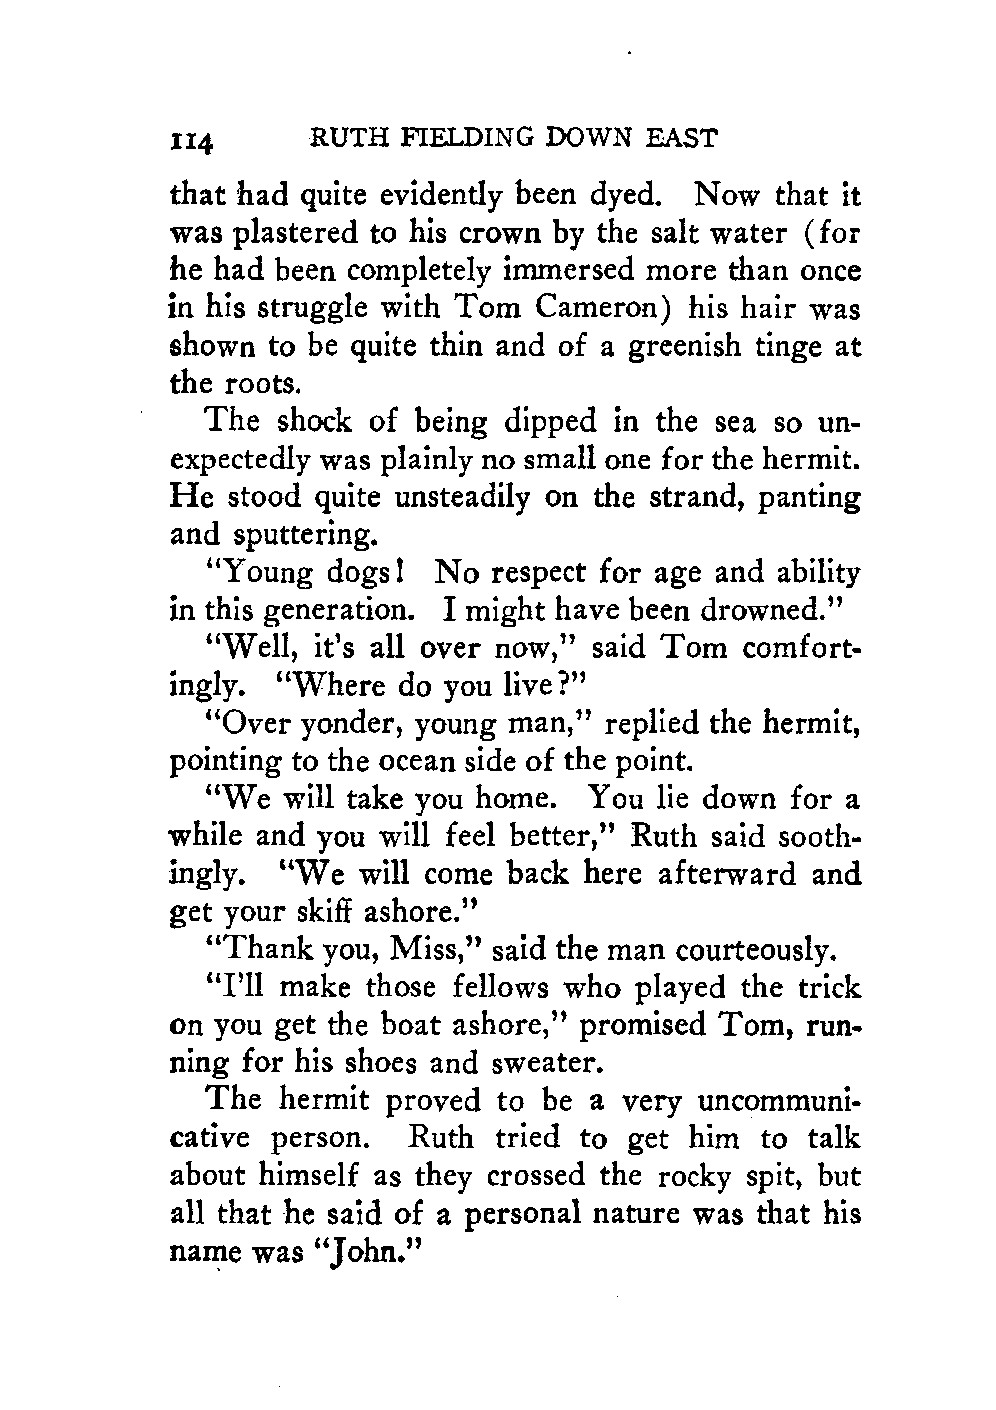 114 RUTH FIELDING DOWN EAST
that had quite evidently been dyed. Now that it
was plastered to his crown by the salt water (for
he had been completely immersed more than once
in his struggle with Tom Cameron) his hair was
shown to be quite thin and of a greenish tinge at
the roots.
The shock of being dipped in the sea so un-
expectedly was plainly no small one for the hermit.
He stood quite unsteadily on the strand, panting
and sputtering.
"Young dogs! No respect for age and ability
in this generation. I might have been drowned."
"Well, it's all over now," said Tom comfort-
ingly. "Where do you live?"
"Over yonder, young man," replied the hermit,
pointing to the ocean side of the point.
"We will take you home. You lie down for a
while and you will feel better," Ruth said sooth-
ingly. "We will come back here afterward and
get your skiff ashore."
"Thank you, Miss," said the man courteously.
"I'll make those fellows who played the trick
on you get the boat ashore," promised Tom, run-
ning for his shoes and sweater.
The hermit proved to be a very uncommuni-
cative person. Ruth tried to get him to talk
about himself as they crossed the rocky spit, but
all that he said of a personal nature was that his
name was "John."